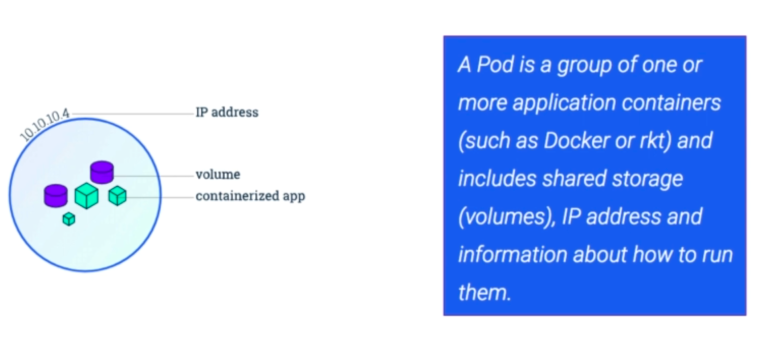 10.10.10.4
IP address
volume
containerized app
A Pod is a group of one or
more application containers
(such as Docker or rkt) and
includes shared storage
(volumes), IP address and
information about how to run
them.